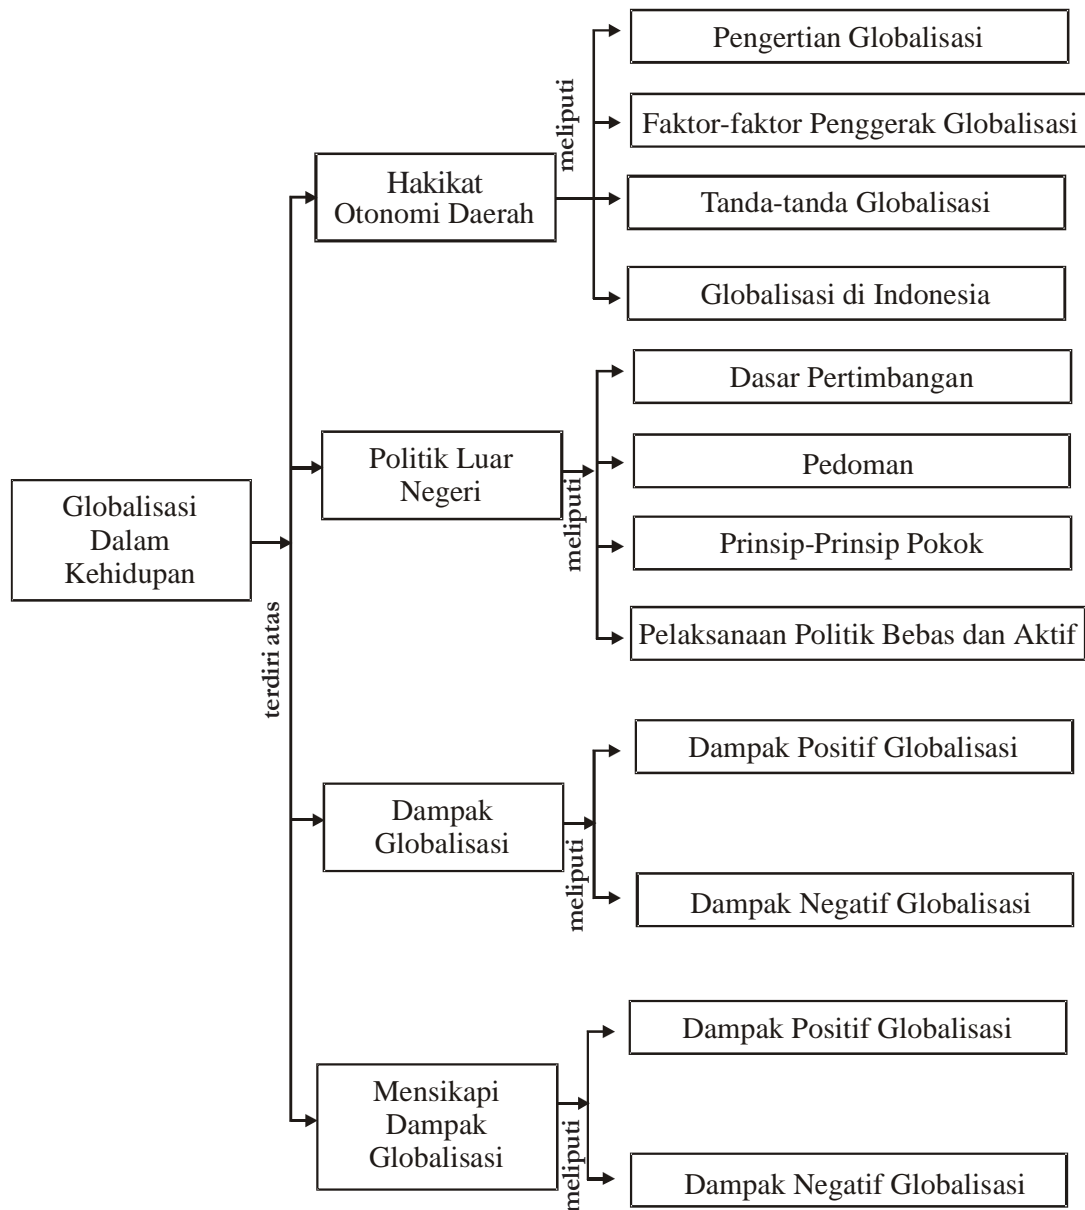 Globalisasi
Dalam
Kehidupan
terdiri atas
Hakikat
Otonomi Daerah
meliputi
Pengertian Globalisasi
Faktor-faktor Penggerak Globalisasi
Tanda-tanda Globalisasi
Globalisasi di Indonesia
Politik Luar
Negeri
meliputi
Dasar Pertimbangan
Pedoman
Prinsip-Prinsip Pokok
Pelaksanaan Politik Bebas dan Aktif
Dampak
Globalisasi
meliputi
Dampak Positif Globalisasi
Dampak Negatif Globalisasi
Mensikapi
Dampak
Globalisasi
meliputi
Dampak Positif Globalisasi
Dampak Negatif Globalisasi